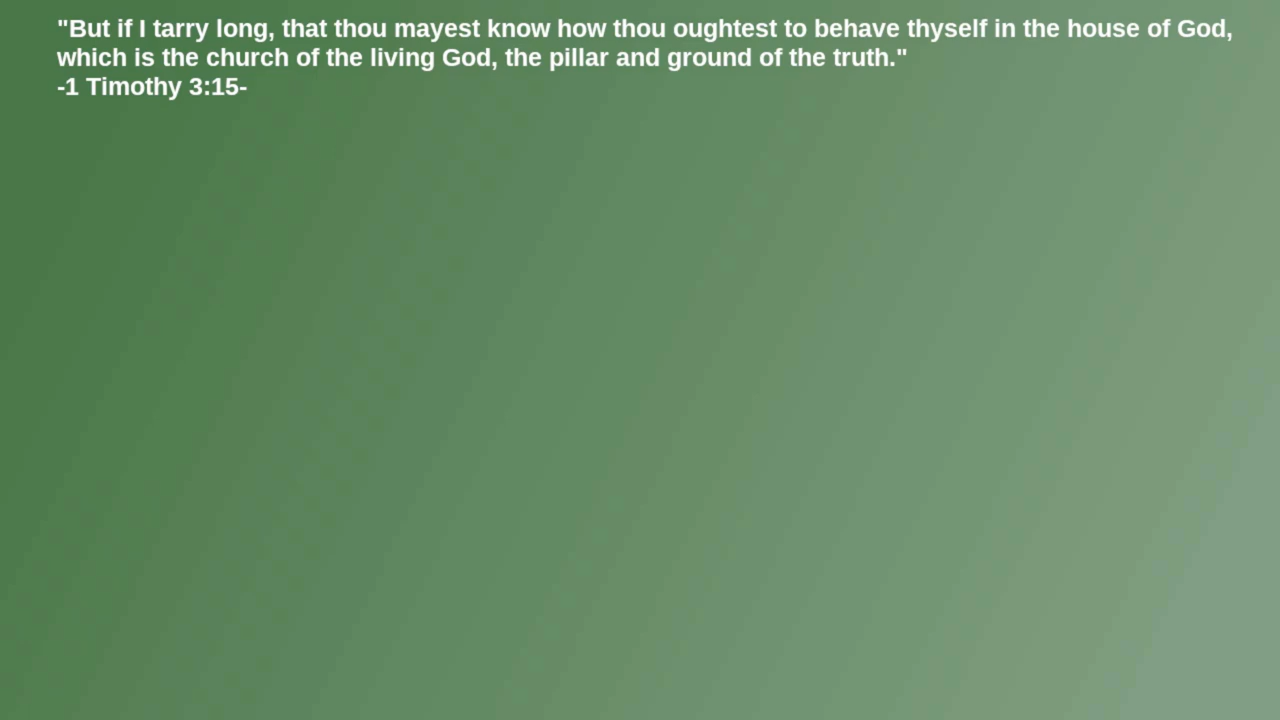 "But if I tarry long, that thou mayest know how thou oughtest to behave thyself in the house of God,
which is the church of the living God, the pillar and ground of the truth."
-1 Timothy 3:15-